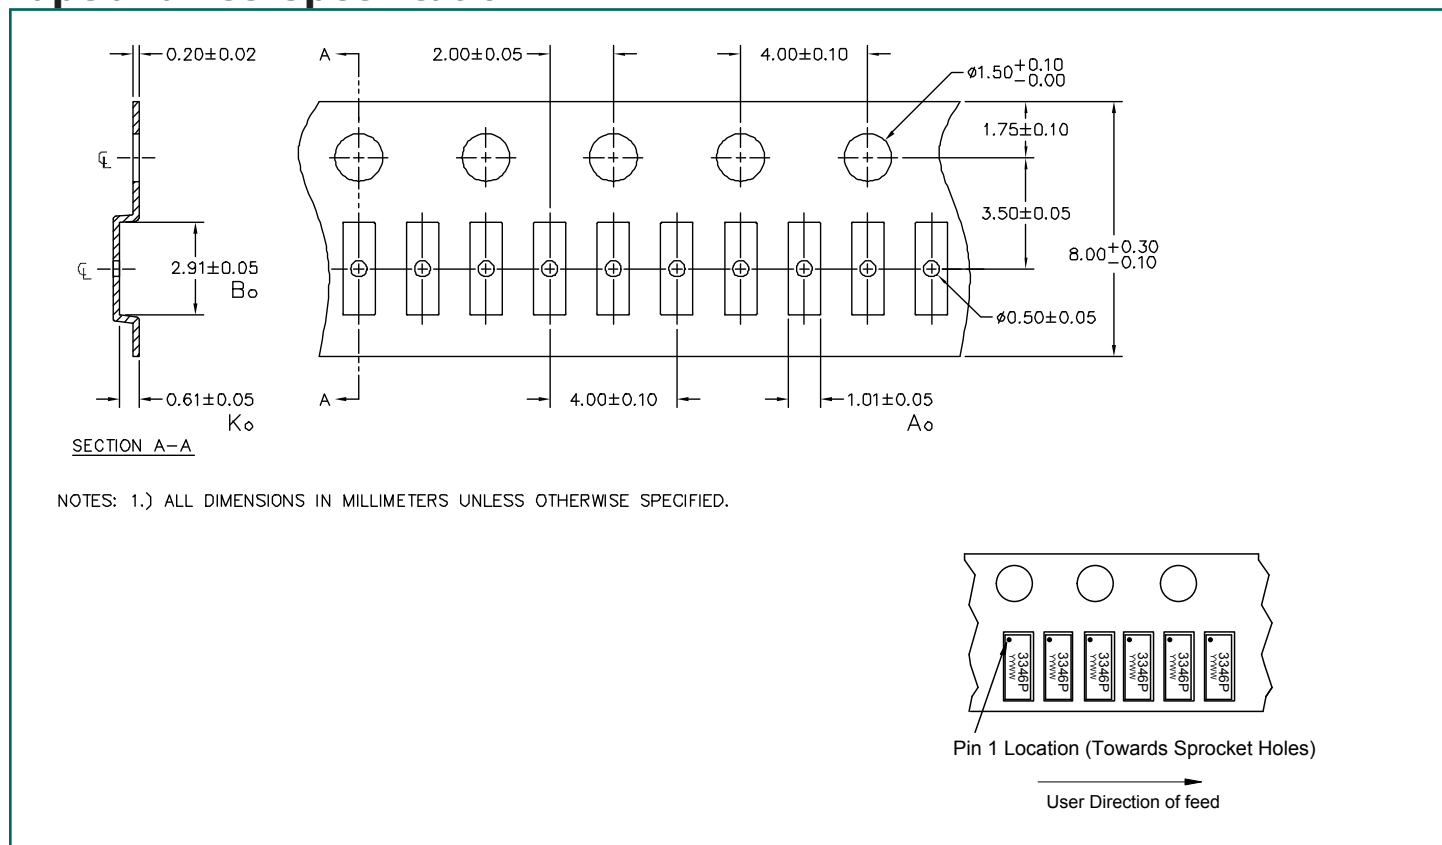 0.20±0.02
A
2.00±0.05
4.00±0.10
ø1.50+0.10
-0.00
1.75±0.10
℄
3.50±0.05
8.00+0.30
-0.10
℄
2.91±0.05
Bo
ø0.50±0.05
0.61±0.05
Ko
A
4.00±0.10
1.01±0.05
Ao
SECTION A-A
NOTES: 1.) ALL DIMENSIONS IN MILLIMETERS UNLESS OTHERWISE SPECIFIED.
3346P
YYWW
3346P
YYWW
3346P
YYWW
3346P
YYWW
3346P
YYWW
3346P
YYWW
Pin 1 Location (Towards Sprocket Holes)
User Direction of feed